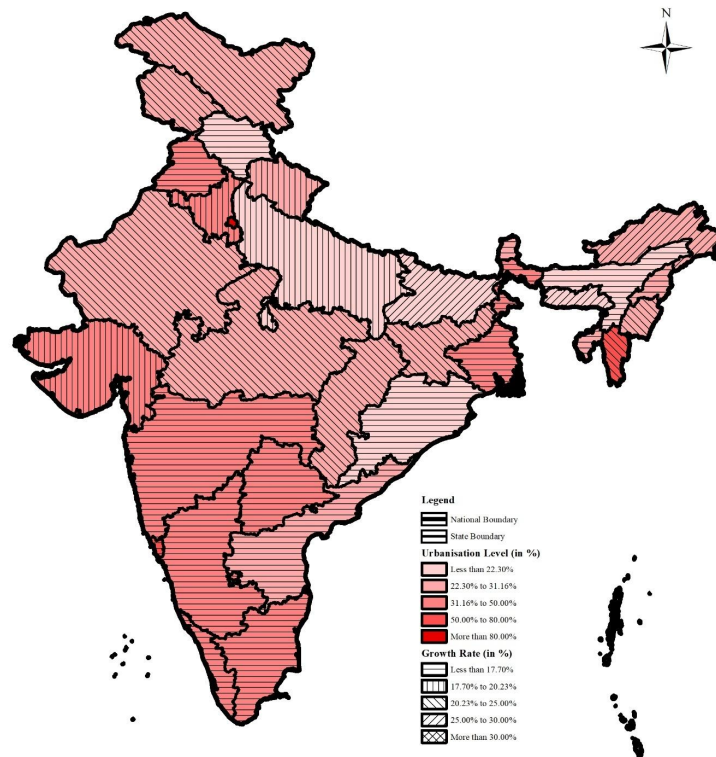 N
Legend
National Boundary
State Boundary
Urbanisation Level (in %)
Less than 22.30%
22.30% to 31.16%
31.16% to 50.00%
50.00% to 80.00%
More than 80.00%
Growth Rate (in %)
Less than 17.70%
17.70% to 20.23%
20.23% to 25.00%
25.00% to 30.00%
More than 30.00%